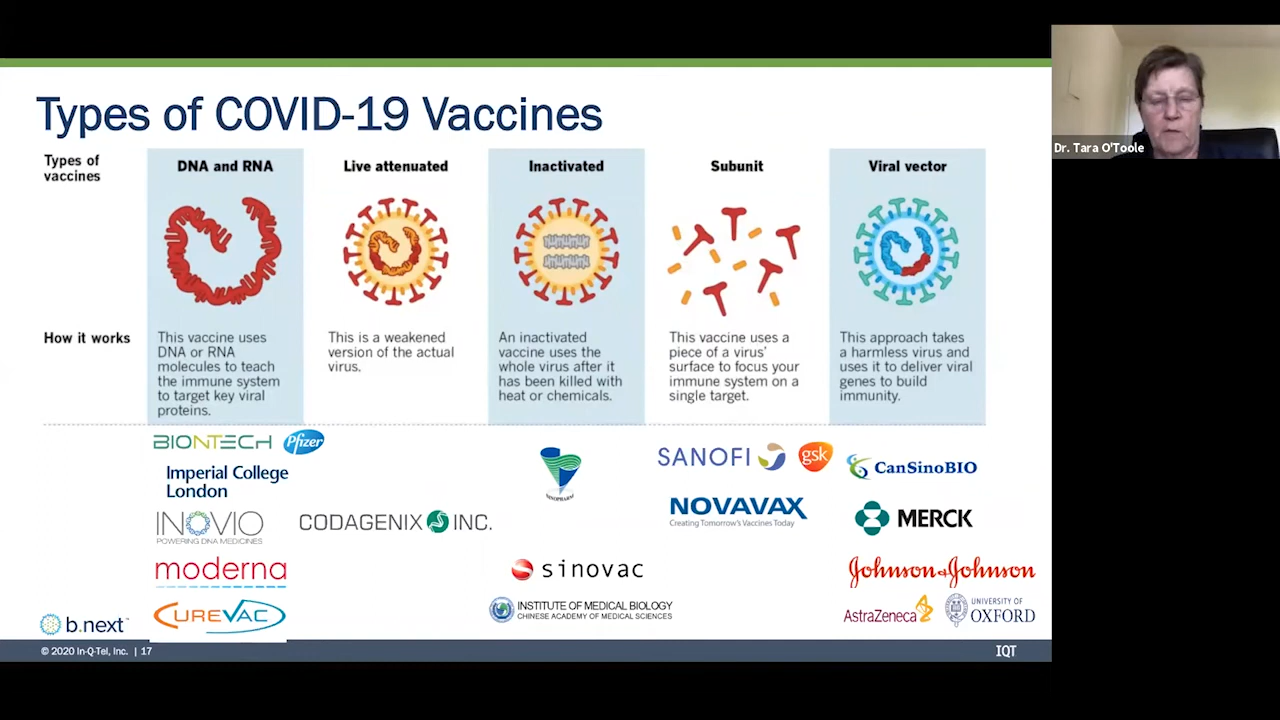 Types of COVID-19 Vaccines
Dr. Tara O'Toole
Types of
vaccines
DNA and RNA
Live attenuated
Inactivated
Subunit
Viral vector
How it works
This vaccine uses
DNA or RNA
molecules to teach
the immune system
to target key viral
proteins.
This is a weakened
version of the actual
virus.
An inactivated
vaccine uses the
whole virus after it
has been killed with
heat or chemicals.
This vaccine uses a
piece of a virus'
surface to focus your
immune system on a
single target.
This approach takes
a harmless virus and
uses it to deliver viral
genes to build
immunity.
BIONTECH
Pfizer
Imperial College
London
INOVIO
POWERING DNA MEDICINES
moderna
CUREVAC
CODAGENIX INC.
SINOPHARM
sinovac
INSTITUTE OF MEDICAL BIOLOGY
CHINESE ACADEMY OF MEDICAL SCIENCES
SANOFI
gsk
NOVAVAX
Creating Tomorrow's Vaccines Today
CanSinoBIO
MERCK
Johnson & Johnson
AstraZeneca
UNIVERSITY OF
OXFORD
b.next™
© 2020 In-Q-Tel, Inc. | 17
IQT